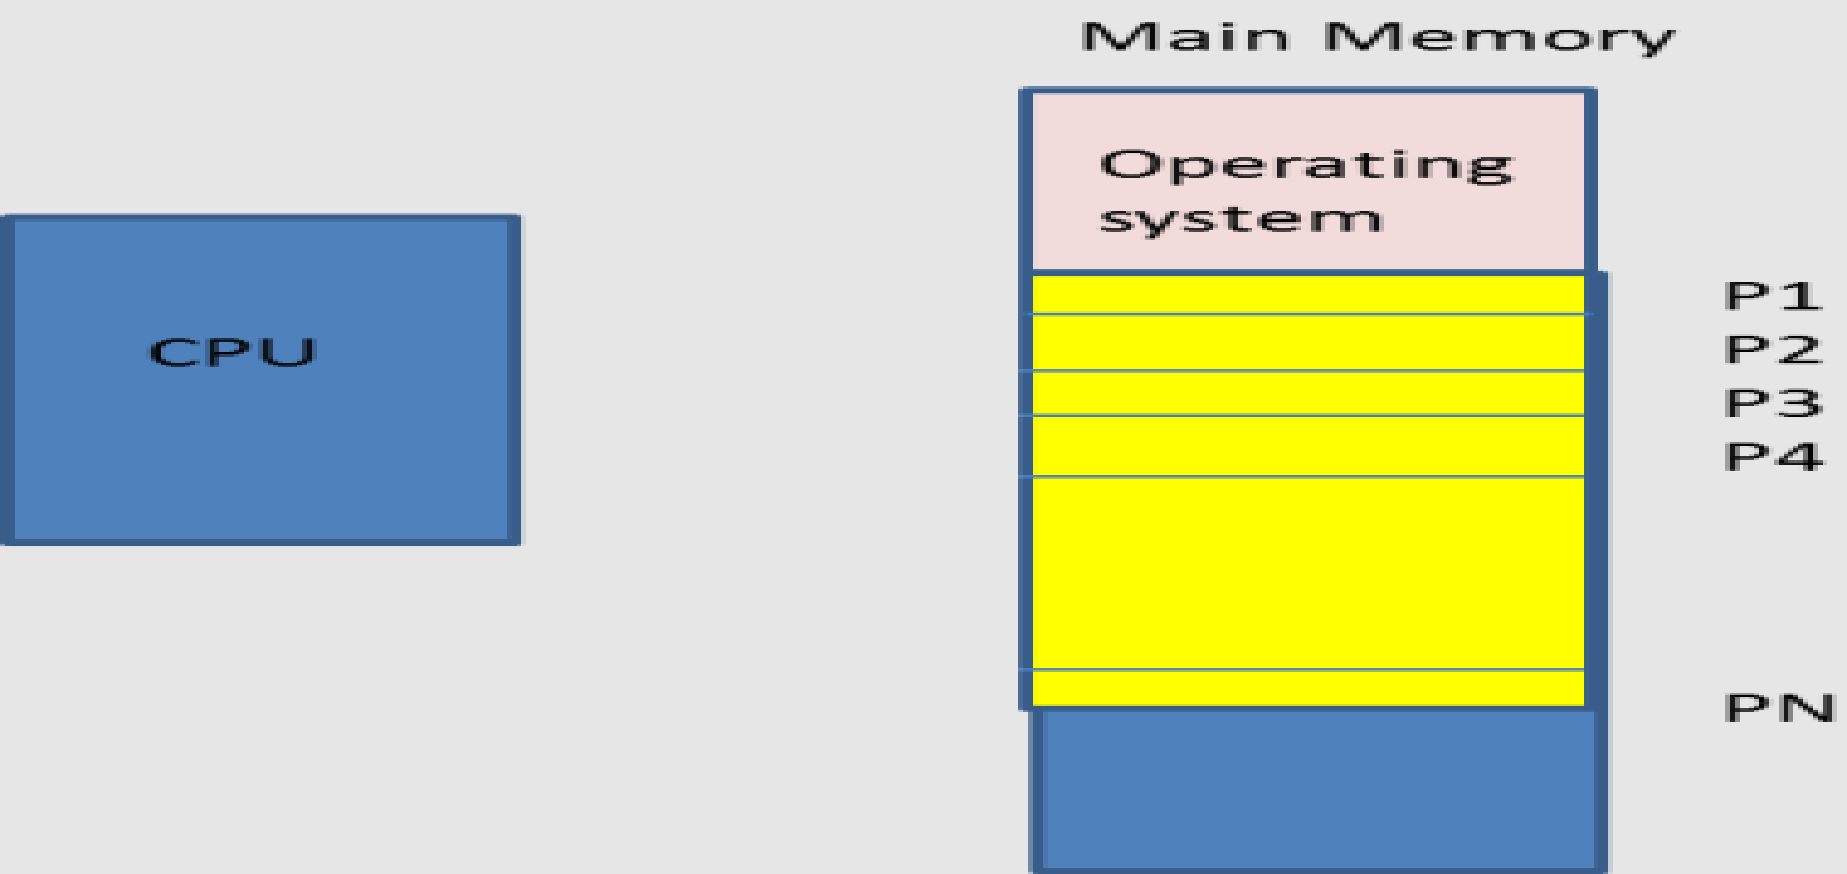 Main Memory
Operating
system
CPU
P1
P2
P3
P4
PN